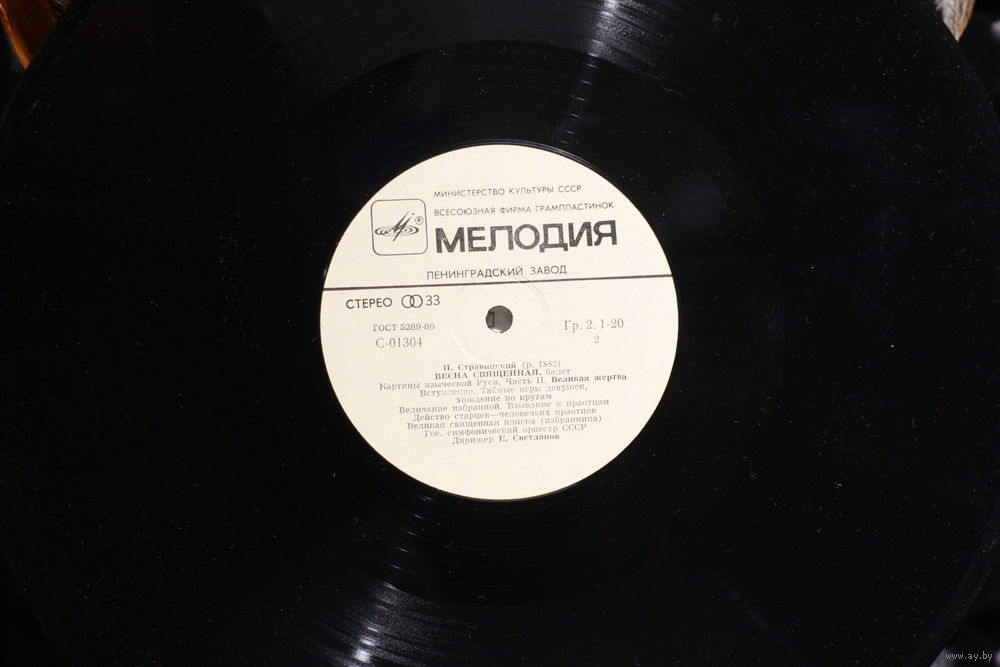 МИНИСТЕРСТВО КУЛЬТУРЫ СССР
ВСЕСОЮЗНАЯ ФИРМА ГРАМПЛАСТИНОК
®
МЕЛОДИЯ
ЛЕНИНГРАДСКИЙ ЗАВОД
СТЕРЕО 33
ГОСТ 5289-80
Гр. 2. 1-20
С-01304
2
И. Стравинский (р. 1882)
ВЕСНА СВЯЩЕННАЯ, балет
Картины языческой Руси. Часть II. Великая жертва
Вступление. Тайные игры девушек,
хождение по кругам
Величание избранной. Взывание к праотцам
Действо старцев—человечьих праотцов
Великая священная пляска (избранница)
Гос. симфонический оркестр СССР
Дирижер Е. Светланов
www.ay.by